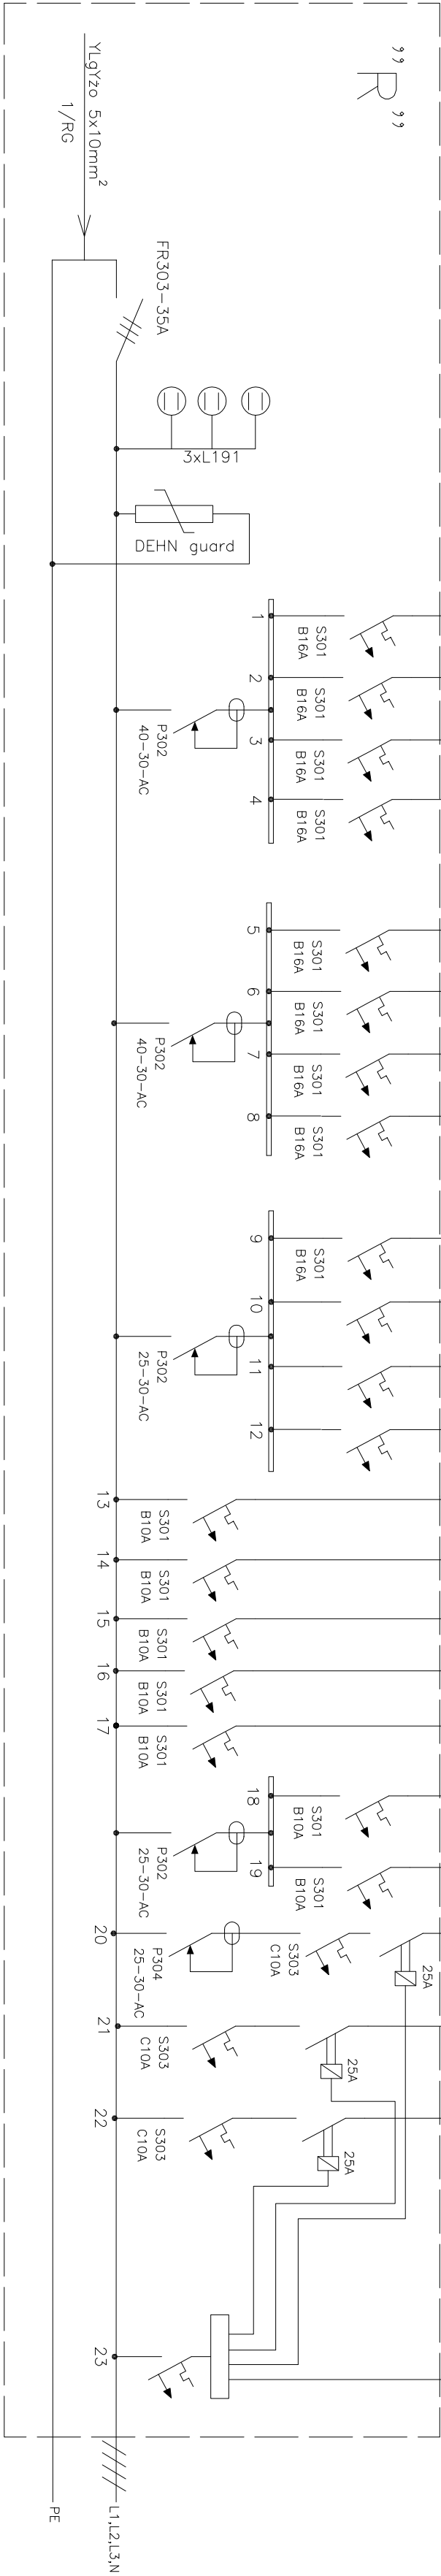 „ R ”
YLgYżo 5x10mm²
1/RG
FR303-35A
3xL191
DEHN guard
1
S301
B16A
2
S301
B16A
P302
40-30-AC
3
S301
B16A
4
S301
B16A
5
S301
B16A
6
S301
B16A
P302
40-30-AC
7
S301
B16A
8
S301
B16A
9
S301
B16A
10
P302
25-30-AC
11
12
13
S301
B10A
14
S301
B10A
15
S301
B10A
16
S301
B10A
17
S301
B10A
18
S301
B10A
P302
25-30-AC
19
S301
B10A
20
P304
25-30-AC
S303
C10A
25A
21
S303
C10A
25A
22
S303
C10A
25A
23
L1,L2,L3,N
PE